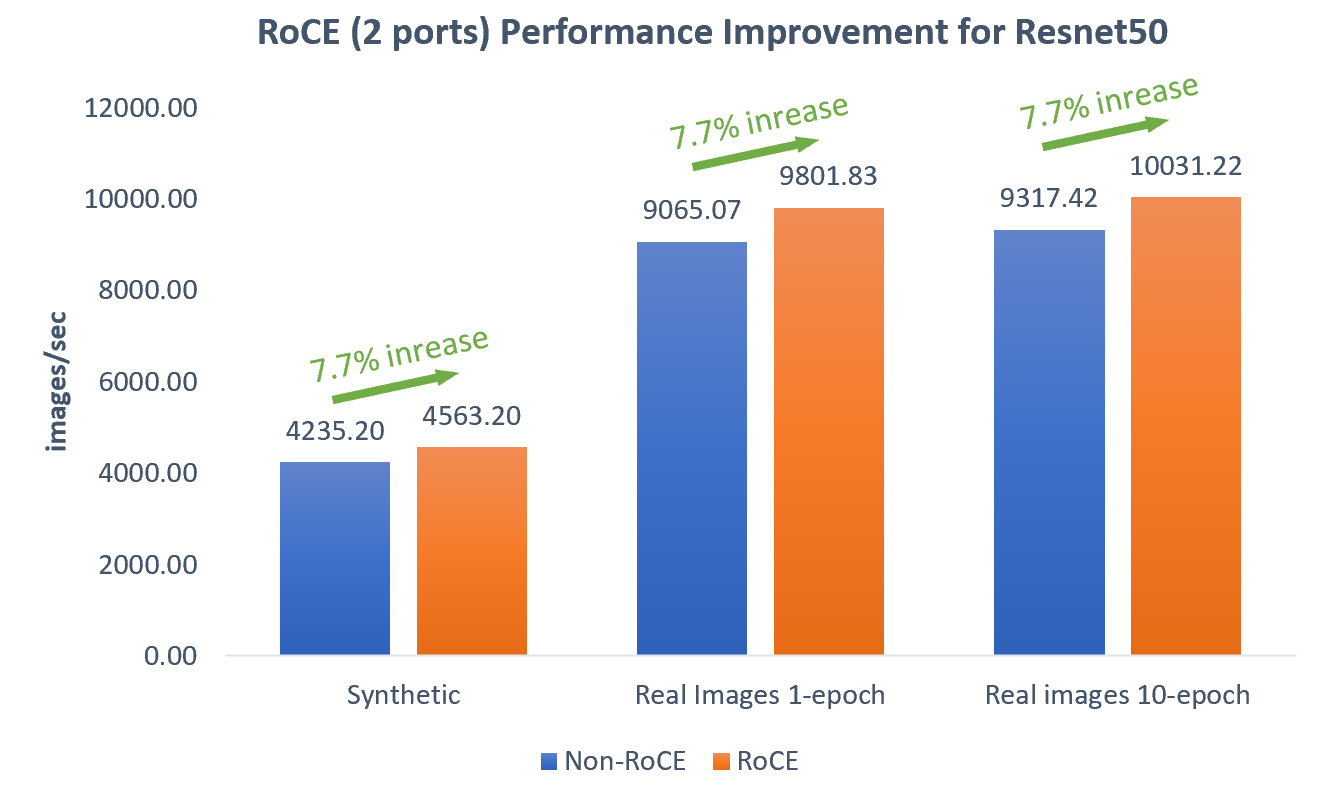 RoCE (2 ports) Performance Improvement for Resnet50
images/sec
12000.00
10000.00
8000.00
6000.00
4000.00
2000.00
0.00
7.7% inrease
4235.20
4563.20
7.7% inrease
9065.07
9801.83
7.7% inrease
9317.42
10031.22
Synthetic
Real Images 1-epoch
Real images 10-epoch
Non-RoCE
RoCE